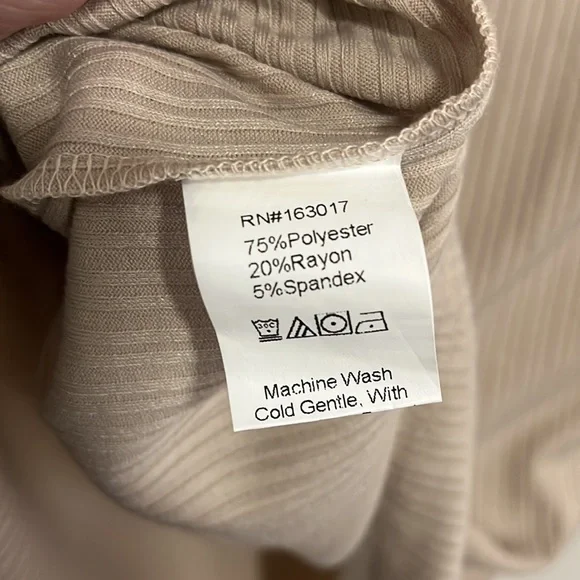 RN#163017
75%Polyester
20%Rayon
5%Spandex
Machine Wash
Cold Gentle, With